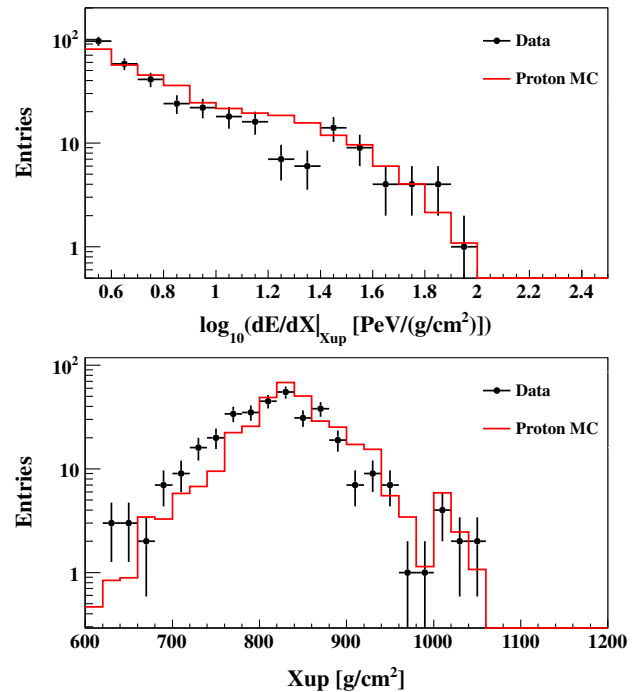 10²
10
1
Entries
Data
Proton MC
0.6 0.8 1 1.2 1.4 1.6 1.8 2 2.2 2.4
log₁₀(dE/dX|Xup [PeV/(g/cm²)])
10²
10
1
Entries
Data
Proton MC
600 700 800 900 1000 1100 1200
Xup [g/cm²]